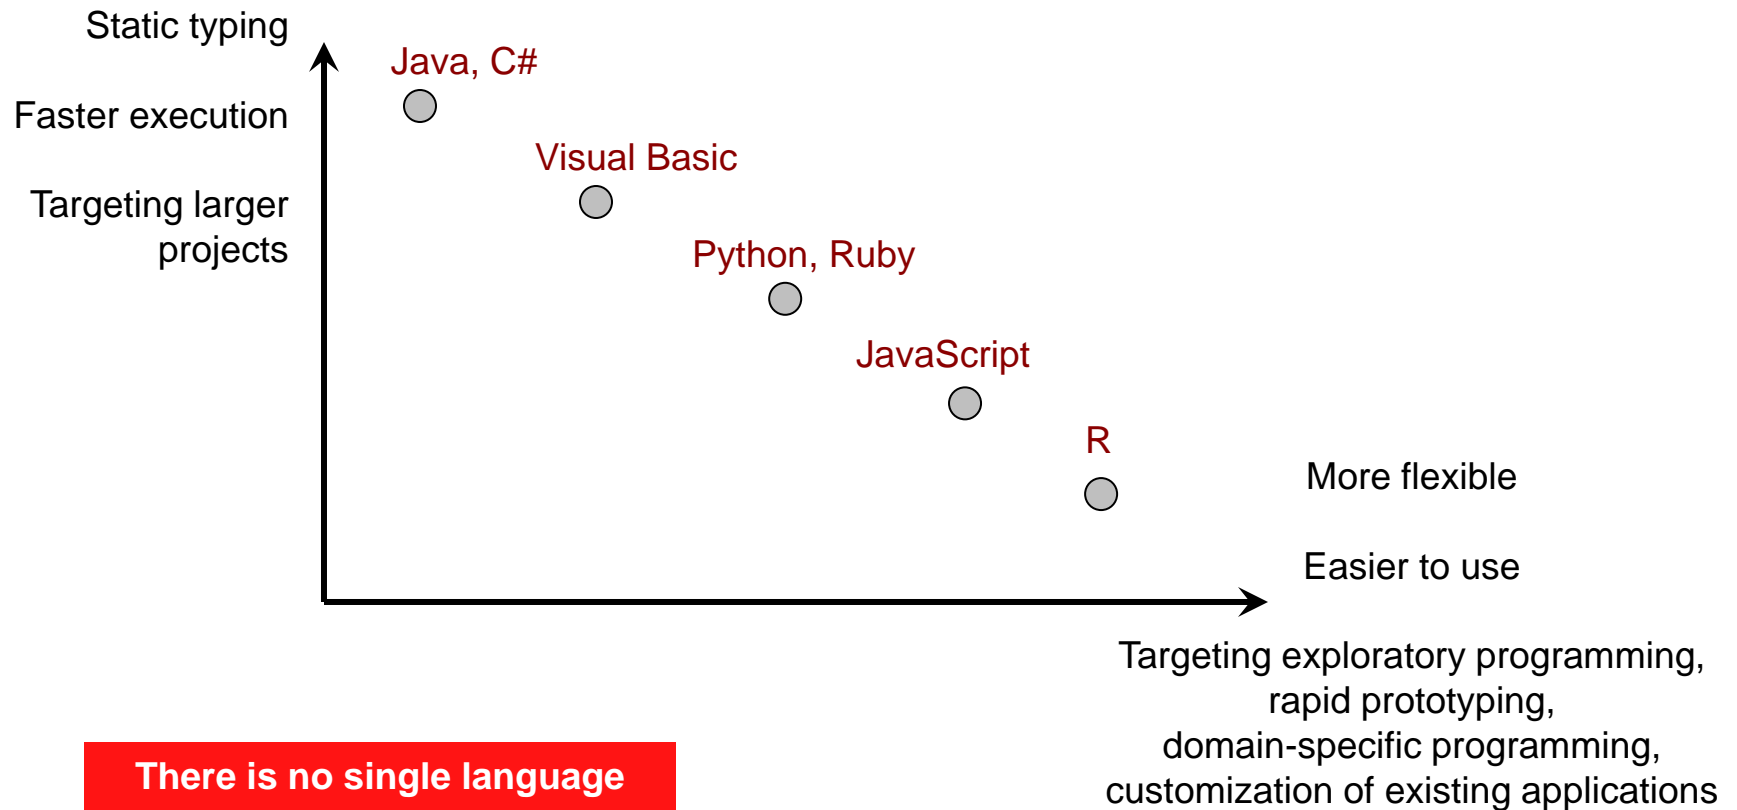 Static typing
Java, C#
Faster execution
Visual Basic
Targeting larger
projects
Python, Ruby
JavaScript
R
More flexible
Easier to use
Targeting exploratory programming,
rapid prototyping,
domain-specific programming,
customization of existing applications
There is no single language